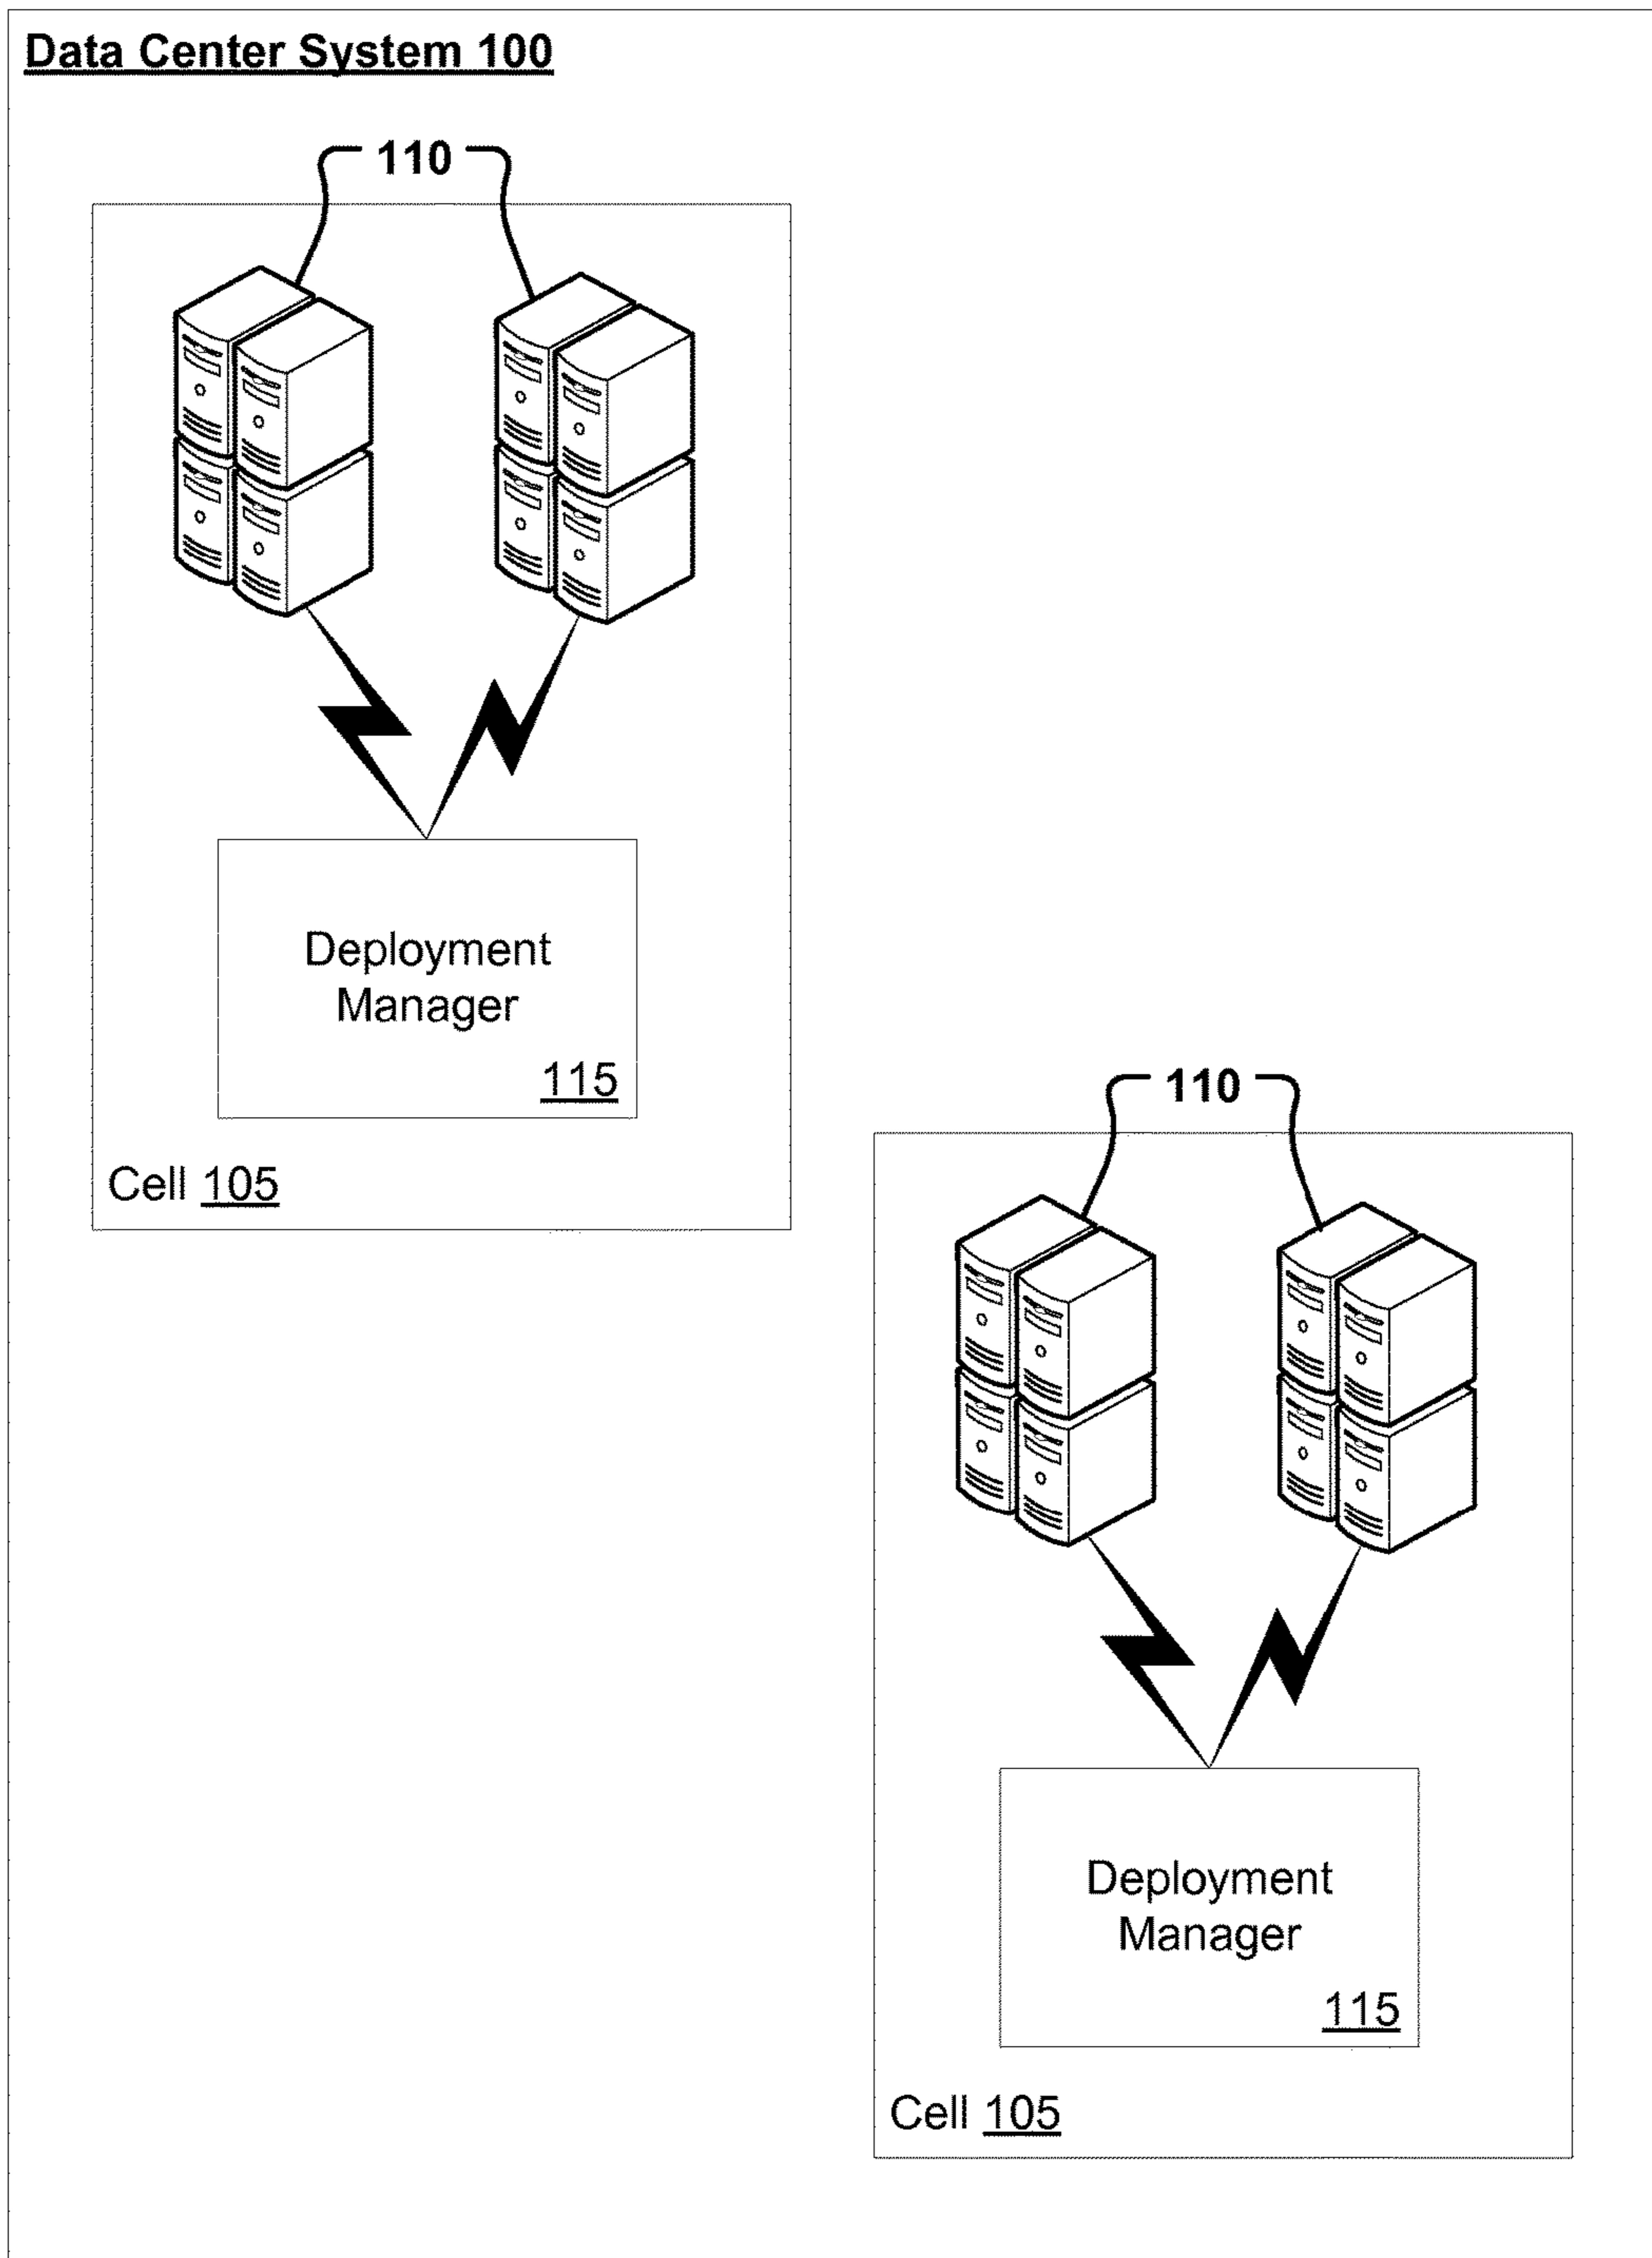 Data Center System 100
110
Deployment
Manager
115
Cell 105
110
Deployment
Manager
115
Cell 105